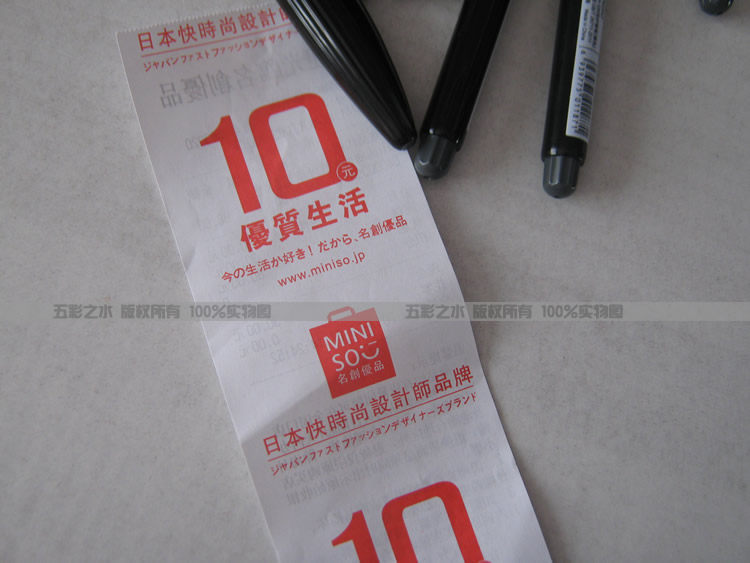 日本快時尚設計師
ジャパンファストファッションデザイナー
10元
優質生活
今の生活か好き！だから、名創優品
www.miniso.jp
五彩之水 版权所有 100%实物图
五彩之水 版权所有 100%实物图
MINI
SO
名創優品
日本快時尚設計師品牌
ジャパンファストファッションデザイナーズブランド
10